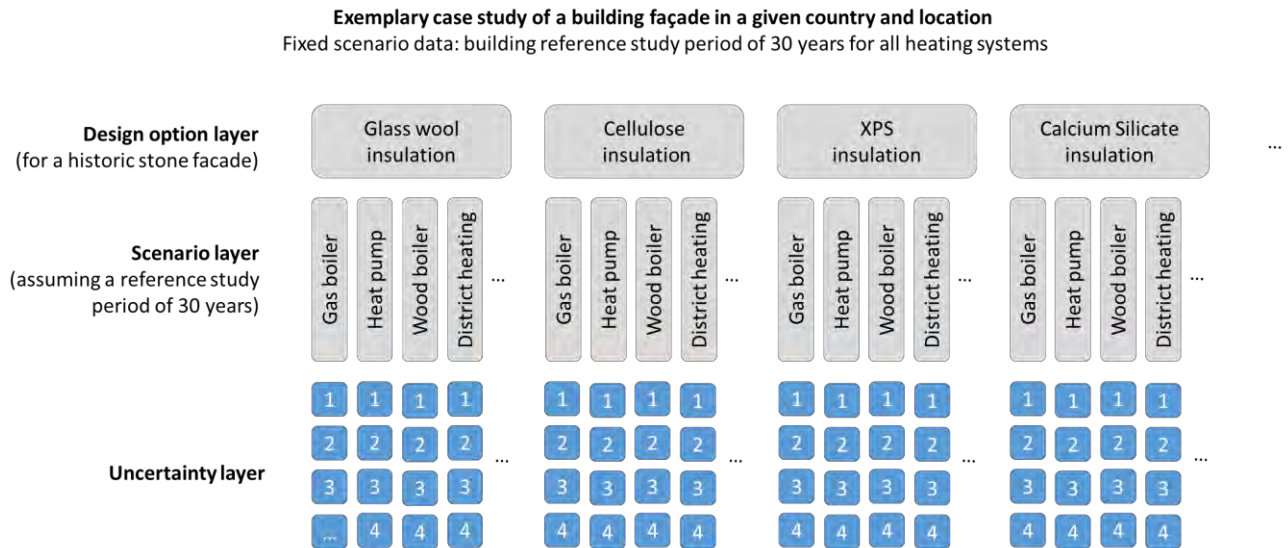 Exemplary case study of a building façade in a given country and location
Fixed scenario data: building reference study period of 30 years for all heating systems
Design option layer
(for a historic stone facade)
Glass wool
insulation
Cellulose
insulation
XPS
insulation
Calcium Silicate
insulation
...
Scenario layer
(assuming a reference study
period of 30 years)
Gas boiler
Heat pump
Wood boiler
District heating
...
Gas boiler
Heat pump
Wood boiler
District heating
...
Gas boiler
Heat pump
Wood boiler
District heating
...
Gas boiler
Heat pump
Wood boiler
District heating
...
Uncertainty layer
1 1 1 1 1 1 1 1 1 1 1 1 1 1 1 1
2 2 2 2 ... 2 2 2 2 ... 2 2 2 2 ... 2 2 2 2 ...
3 3 3 3 3 3 3 3 3 3 3 3 3 3 3 3
... 4 4 4 4 4 4 4 4 4 4 4 4 4 4 4